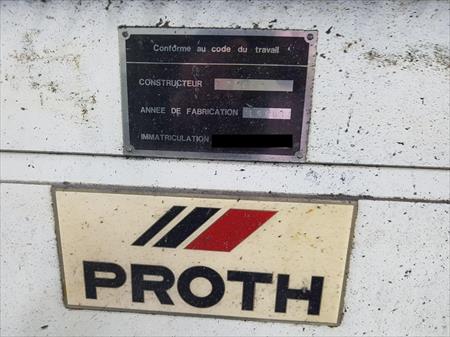 Conforme au code du travail
CONSTRUCTEUR
ANNEE DE FABRICATION
IMMATRICULATION
PROTH